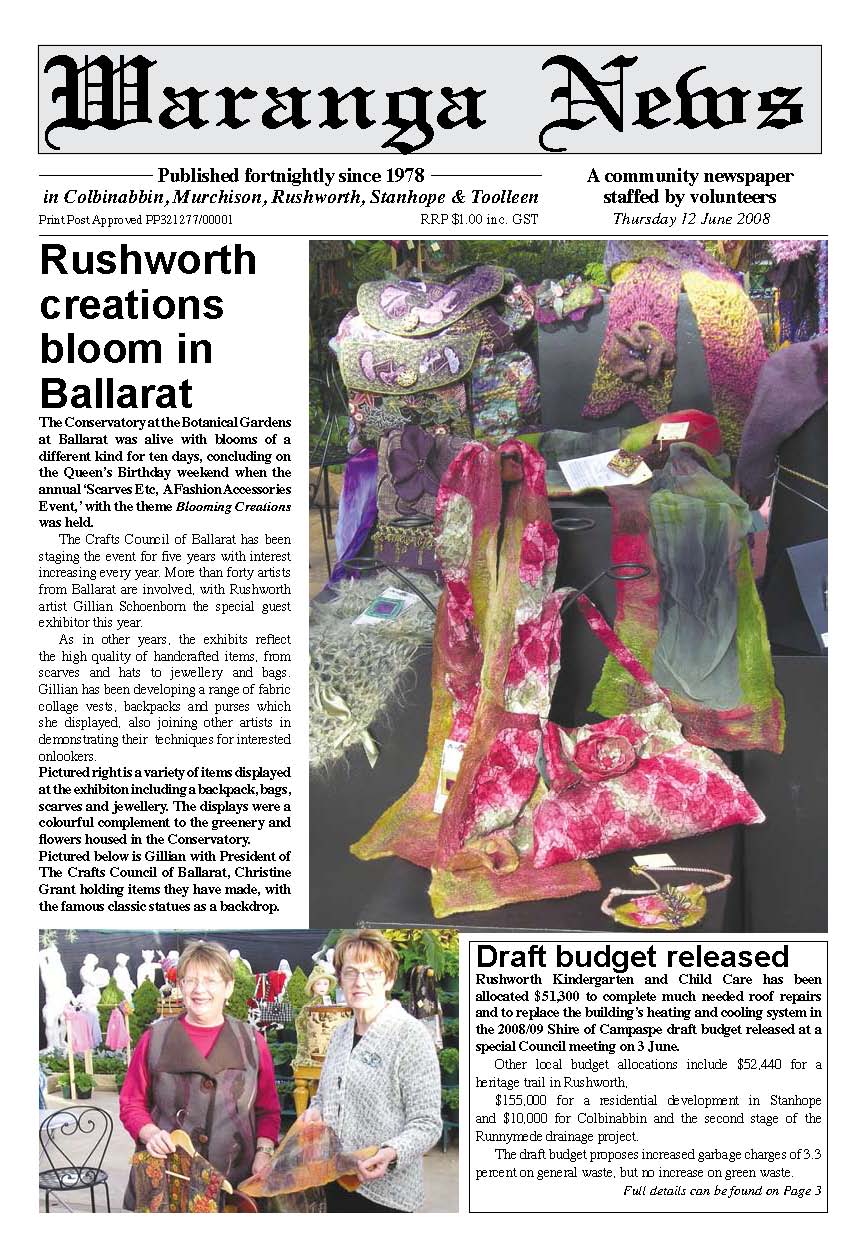 Waranga News
Published fortnightly since 1978
in Colbinabbin, Murchison, Rushworth, Stanhope & Toolleen
Print Post Approved PP321277/00001
RRP $1.00 inc. GST
A community newspaper
staffed by volunteers
Thursday 12 June 2008
Rushworth
creations
bloom in
Ballarat
The Conservatory at the Botanical Gardens
at Ballarat was alive with blooms of a
different kind for ten days, concluding on
the Queen's Birthday weekend when the
annual ‘Scarves Etc, A Fashion Accessories
Event,’ with the theme Blooming Creations
was held.
The Crafts Council of Ballarat has been
staging the event for five years with interest
increasing every year. More than forty artists
from Ballarat are involved, with Rushworth
artist Gillian Schoenborn the special guest
exhibitor this year.
As in other years, the exhibits reflect
the high quality of handcrafted items, from
scarves and hats to jewellery and bags.
Gillian has been developing a range of fabric
collage vests, backpacks and purses which
she displayed, also joining other artists in
demonstrating their techniques for interested
onlookers.
Pictured right is a variety of items displayed
at the exhibiton including a backpack, bags,
scarves and jewellery. The displays were a
colourful complement to the greenery and
flowers housed in the Conservatory.
Pictured below is Gillian with President of
The Crafts Council of Ballarat, Christine
Grant holding items they have made, with
the famous classic statues as a backdrop.
Draft budget released
Rushworth Kindergarten and Child Care has been
allocated $51,300 to complete much needed roof repairs
and to replace the building's heating and cooling system in
the 2008/09 Shire of Campaspe draft budget released at a
special Council meeting on 3 June.
Other local budget allocations include $52,440 for a
heritage trail in Rushworth,
$155,000 for a residential development in Stanhope
and $10,000 for Colbinabbin and the second stage of the
Runnymede drainage project.
The draft budget proposes increased garbage charges of 3.3
percent on general waste, but no increase on green waste.
Full details can be found on Page 3